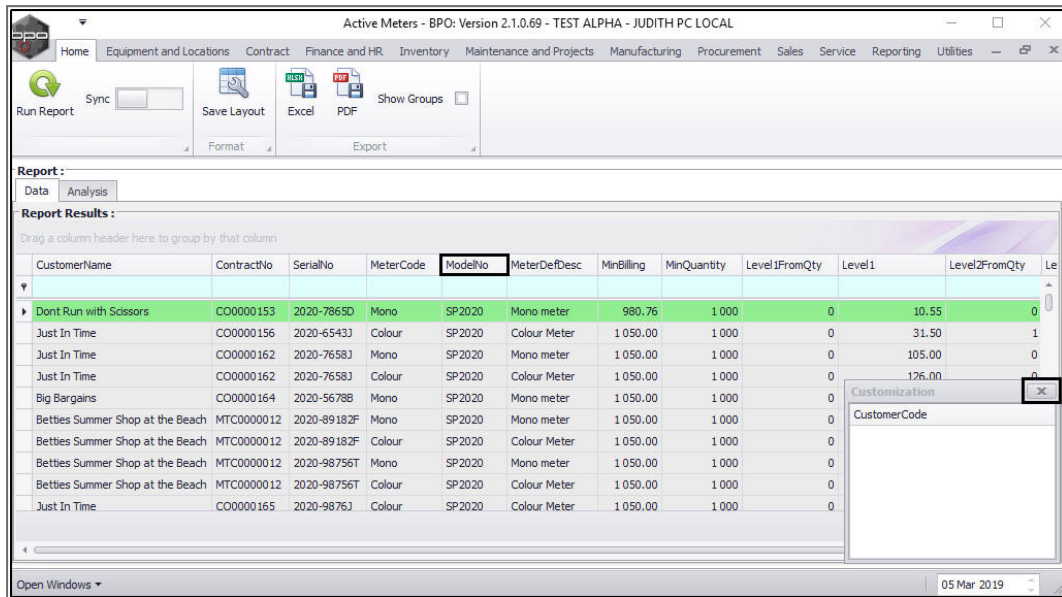 Active Meters - BPO: Version 2.1.0.69 - TEST ALPHA - JUDITH PC LOCAL
Home Equipment and Locations Contract Finance and HR Inventory Maintenance and Projects Manufacturing Procurement Sales Service Reporting Utilities
Run Report Sync Save Layout Excel PDF Show Groups
Format Export
Report :
Data Analysis
Report Results :
Drag a column header here to group by that column
CustomerName ContractNo SerialNo MeterCode ModelNo MeterDefDesc MinBilling MinQuantity Level1FromQty Level1 Level2FromQty Le
Dont Run with Scissors CO0000153 2020-7865D Mono SP2020 Mono meter 980.76 1 000 0 10.55 0
Just In Time CO0000156 2020-6543J Colour SP2020 Colour Meter 1 050.00 1 000 0 31.50 1
Just In Time CO0000162 2020-7658J Mono SP2020 Mono meter 1 050.00 1 000 0 105.00 0
Just In Time CO0000162 2020-7658J Colour SP2020 Colour Meter 1 050.00 1 000 0 126.00 0
Big Bargains CO0000164 2020-5678B Mono SP2020 Mono meter 1 050.00 1 000 0
Betties Summer Shop at the Beach MTC0000012 2020-89182F Mono SP2020 Mono meter 1 050.00 1 000 0
Betties Summer Shop at the Beach MTC0000012 2020-89182F Colour SP2020 Colour Meter 1 050.00 1 000 0
Betties Summer Shop at the Beach MTC0000012 2020-98756T Mono SP2020 Mono meter 1 050.00 1 000 0
Betties Summer Shop at the Beach MTC0000012 2020-98756T Colour SP2020 Colour Meter 1 050.00 1 000 0
Just In Time CO0000165 2020-9876J Colour SP2020 Colour Meter 1 050.00 1 000 0
Customization
CustomerCode
Open Windows
05 Mar 2019